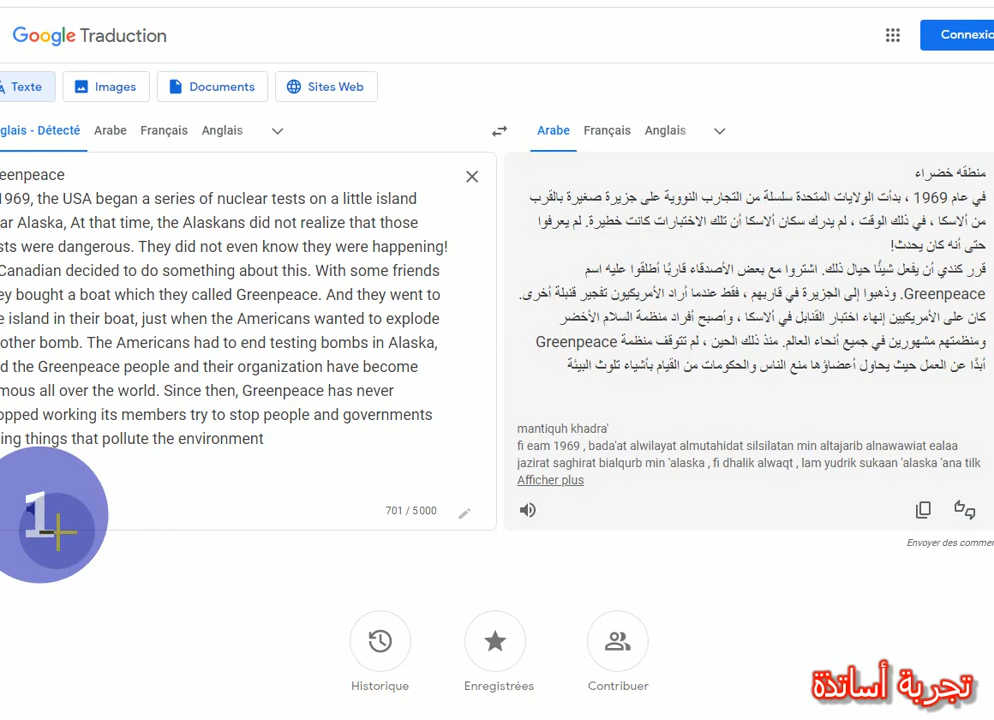 Google Traduction
Connexio
Texte
Images
Documents
Sites Web
glais - Détecté
Arabe
Français
Anglais
Arabe
Français
Anglais
eenpeace
1969, the USA began a series of nuclear tests on a little island
ar Alaska, At that time, the Alaskans did not realize that those
sts were dangerous. They did not even know they were happening!
Canadian decided to do something about this. With some friends
ey bought a boat which they called Greenpeace. And they went to
e island in their boat, just when the Americans wanted to explode
other bomb. The Americans had to end testing bombs in Alaska,
d the Greenpeace people and their organization have become
mous all over the world. Since then, Greenpeace has never
opped working its members try to stop people and governments
ing things that pollute the environment
701 / 5000
منطقه خضراء
في عام 1969 ، بدأت الولايات المتحدة سلسلة من التجارب النووية على جزيرة صغيرة بالقرب
من ألاسكا ، في ذلك الوقت ، لم يدرك سكان ألاسكا أن تلك الاختبارات كانت خطيرة. لم يعرفوا
حتى أنه كان يحدث!
قرر كندي أن يفعل شيئًا حيال ذلك. اشتروا مع بعض الأصدقاء قاربًا أطلقوا عليه اسم
Greenpeace. وذهبوا إلى الجزيرة في قاربهم ، فقط عندما أراد الأمريكيون تفجير قنبلة أخرى.
كان على الأمريكيين إنهاء اختبار القنابل في ألاسكا ، وأصبح أفراد منظمة السلام الأخضر
ومنظمتهم مشهورين في جميع أنحاء العالم. منذ ذلك الحين ، لم تتوقف منظمة Greenpeace
أبدًا عن العمل حيث يحاول أعضاؤها منع الناس والحكومات من القيام بأشياء تلوث البيئة
mantiquh khadra'
fi eam 1969 , bada'at alwilayat almutahidat silsilatan min altajarib alnawawiat ealaa
jazirat saghirat bialqurb min 'alaska , fi dhalik alwaqt , lam yudrik sukaan 'alaska 'ana tilk
Afficher plus
Envoyer des commen
1
Historique
Enregistrées
Contribuer
تجربة أساتذة